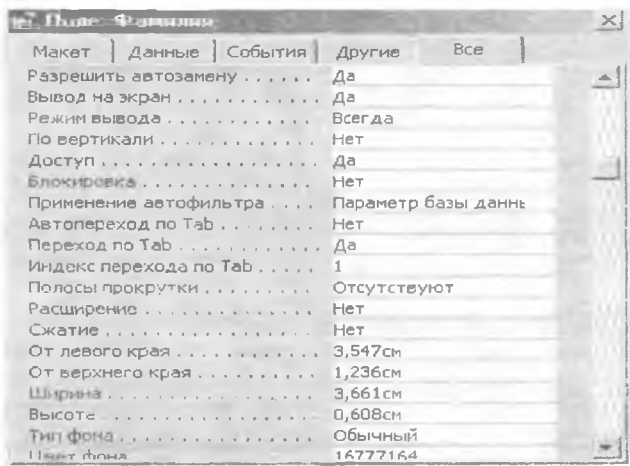 Поле: Фамилия
Макет Данные События Другие Все
Разрешить автозамену . . . . . . Да
Вывод на экран . . . . . . . . . . . . Да
Режим вывода . . . . . . . . . . . . . Всегда
По вертикали . . . . . . . . . . . . . . Нет
Доступ . . . . . . . . . . . . . . . . . . Да
Блокировка . . . . . . . . . . . . . . . Нет
Применение автофильтра . . . . Параметр базы данн
Автопереход по Tab . . . . . . . . Нет
Переход по Tab . . . . . . . . . . . . Да
Индекс перехода по Tab . . . . . 1
Полосы прокрутки . . . . . . . . . Отсутствуют
Расширение . . . . . . . . . . . . . . . Нет
Сжатие . . . . . . . . . . . . . . . . . . Нет
От левого края . . . . . . . . . . . . 3,547см
От верхнего края . . . . . . . . . . 1,236см
Ширина . . . . . . . . . . . . . . . . . . 3,661см
Высота . . . . . . . . . . . . . . . . . . 0,608см
Тип фона . . . . . . . . . . . . . . . . . Обычный
Цвет фона 16777164